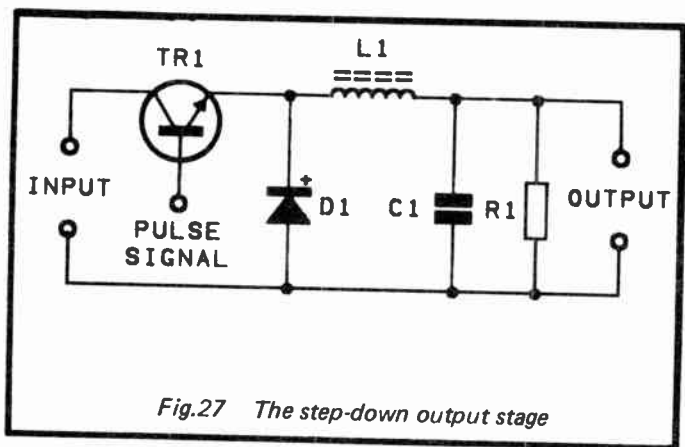 TR1
L1
INPUT
PULSE
SIGNAL
+
D1
C1
R1
OUTPUT
Fig.27 The step-down output stage